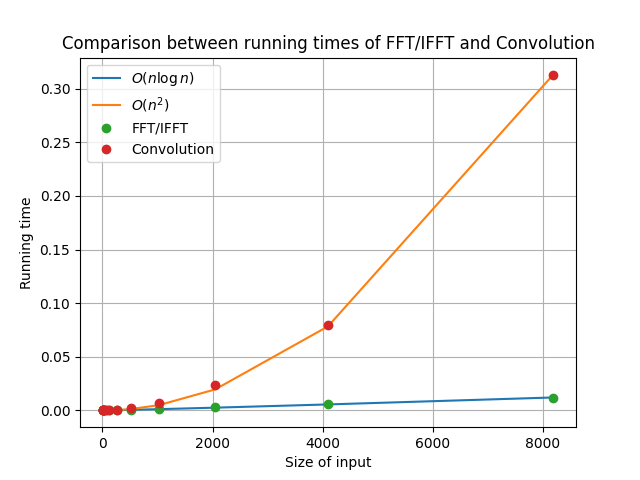 Comparison between running times of FFT/IFFT and Convolution
O(n log n)
O(n²)
FFT/IFFT
Convolution
Running time
0.30
0.25
0.20
0.15
0.10
0.05
0.00
0 2000 4000 6000 8000
Size of input